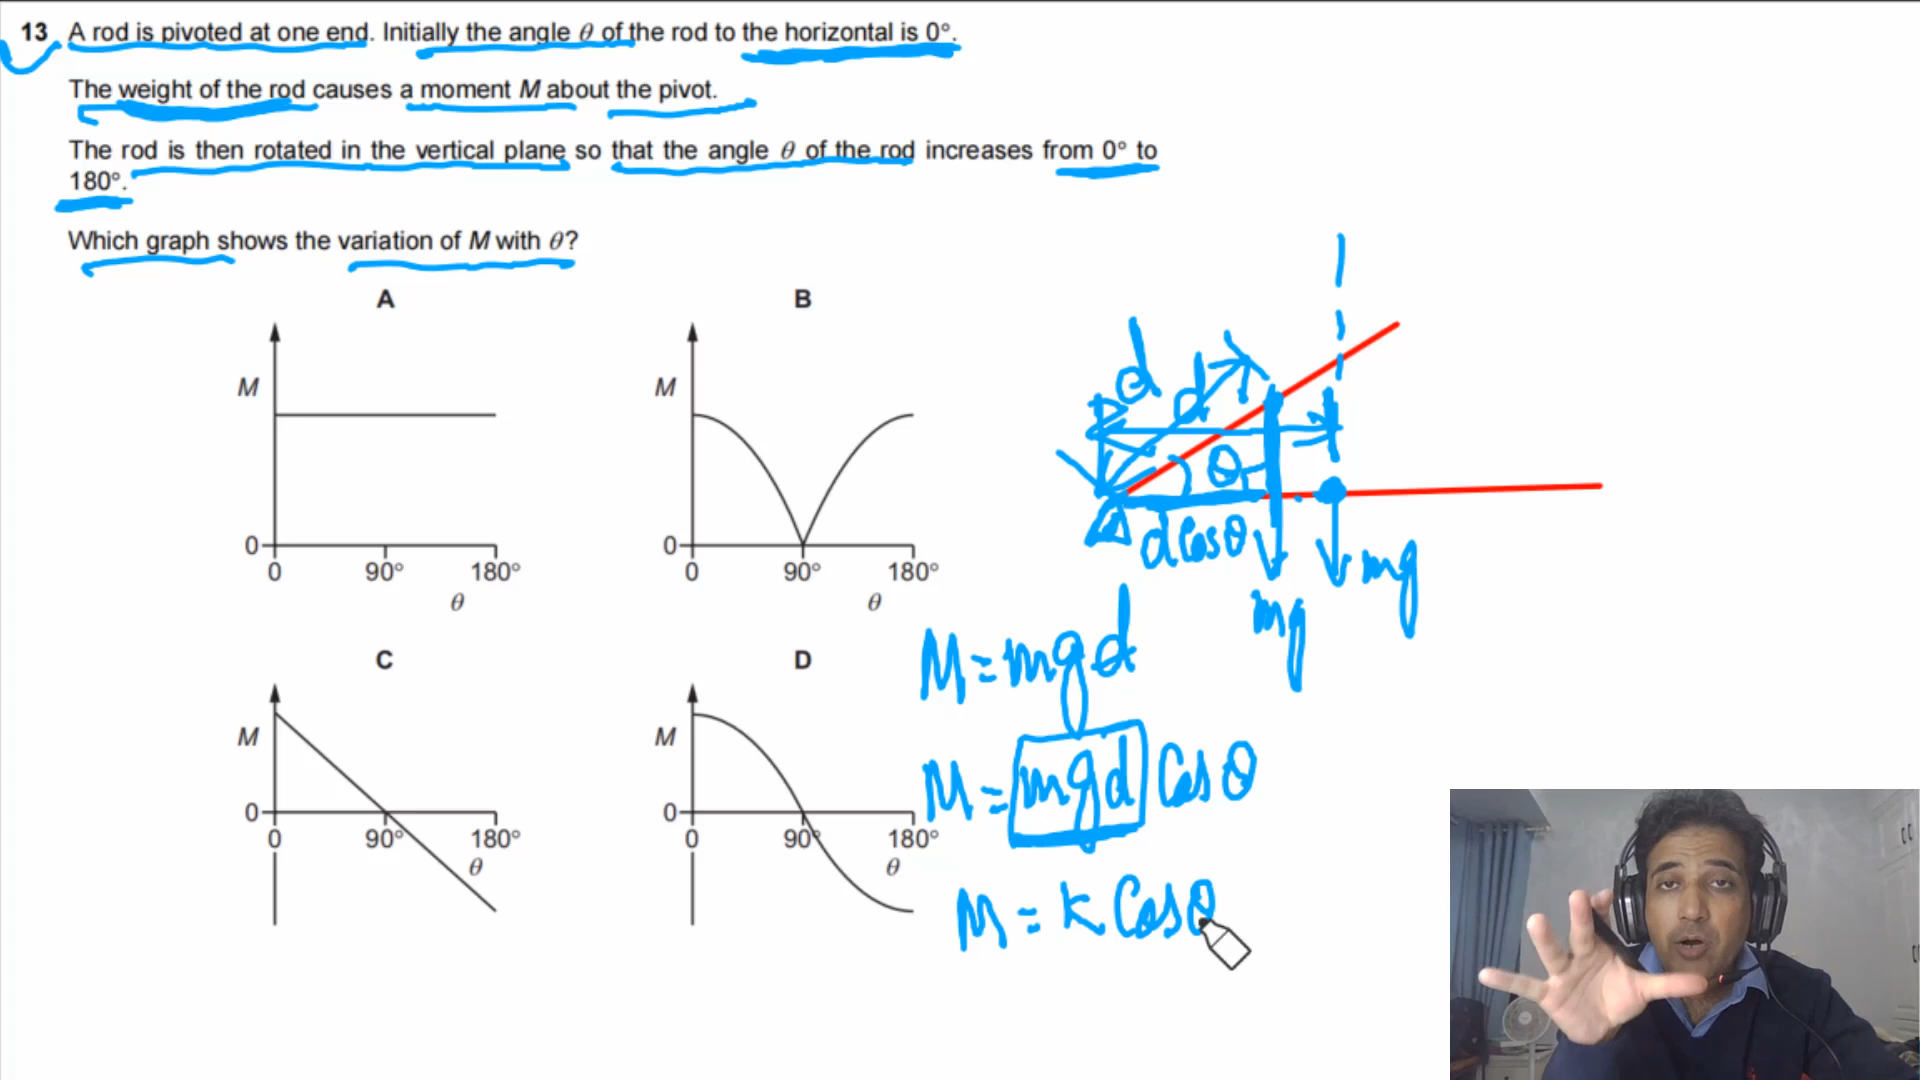 13 A rod is pivoted at one end. Initially the angle θ of the rod to the horizontal is 0°.
The weight of the rod causes a moment M about the pivot.
The rod is then rotated in the vertical plane so that the angle θ of the rod increases from 0° to
180°.
Which graph shows the variation of M with θ?
A
M
0
0 90° 180°
θ
B
M
0
0 90° 180°
θ
C
M
0
0 90° 180°
θ
D
M
0
0 90° 180°
θ
d
d
θ
d Cosθ
mg
mg
M = mgd
M = mgd Cosθ
M = k Cosθ